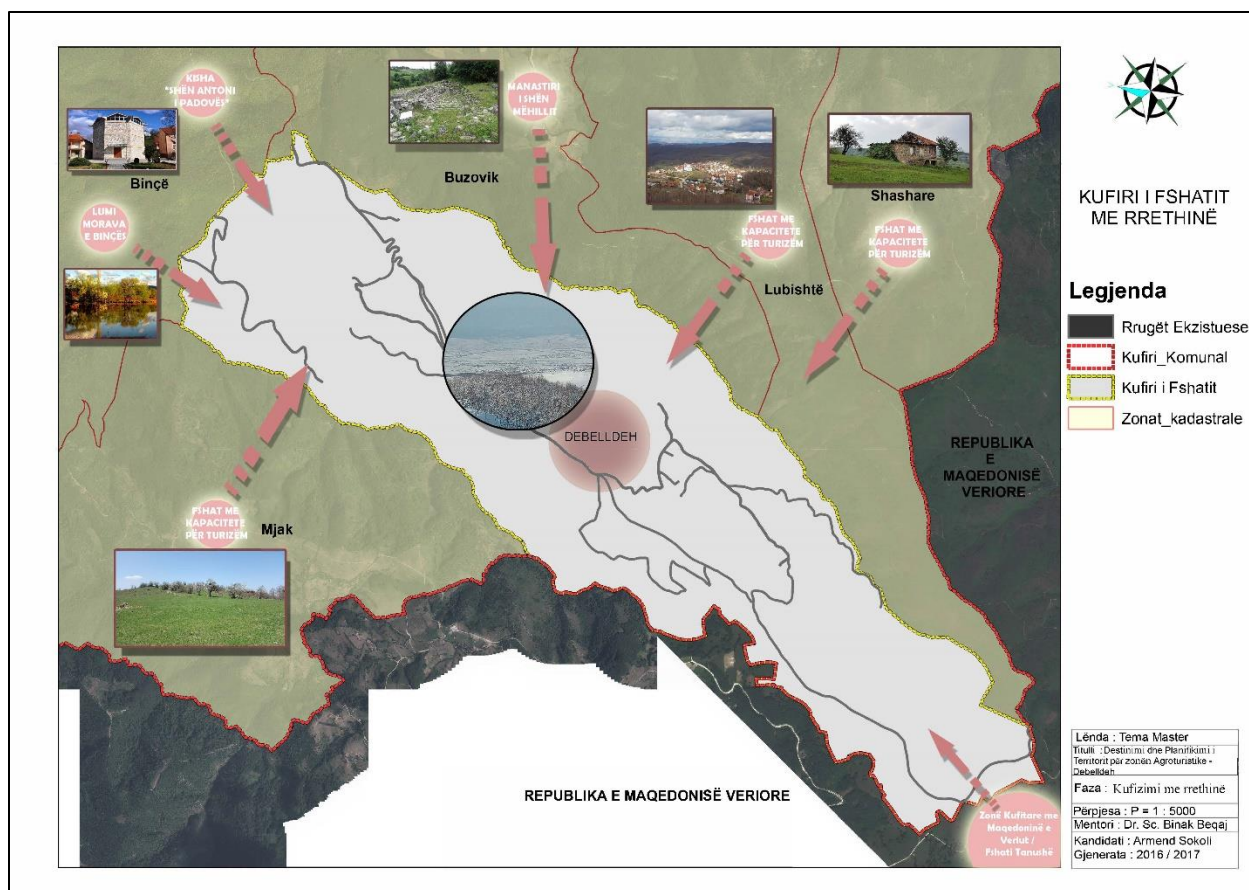 KISHA
"SHËN ANTONI
I PADOVËS"
MANASTIRI
I SHËN
MËHILLIT
Binçë
Buzovik
Shashare
LUMI
MORAVA
E BINÇËS
FSHAT ME
KAPACITETE
PËR TURIZËM
FSHAT ME
KAPACITETE
PËR TURIZËM
Lubishtë
DEBELLDEH
REPUBLIKA
E
MAQEDONISË
VERIORE
FSHAT ME
KAPACITETE
PËR TURIZËM
Mjak
REPUBLIKA E MAQEDONISË VERIORE
Zonë Kufitare me
Maqedoninë e
Veriut /
Fshati Tanushë
KUFIRI I FSHATIT
ME RRETHINË
Legjenda
Rrugët Ekzistuese
Kufiri_Komunal
Kufiri i Fshatit
Zonat_kadastrale
Lënda : Tema Master
Titulli : Destinimi dhe Planifikimi i
Territorit për zonën Agroturistike -
Debelldeh
Faza : Kufizimi me rrethinë
Përpjesa : P = 1 : 5000
Mentori : Dr. Sc. Binak Beqaj
Kandidati : Armend Sokoli
Gjenerata : 2016 / 2017